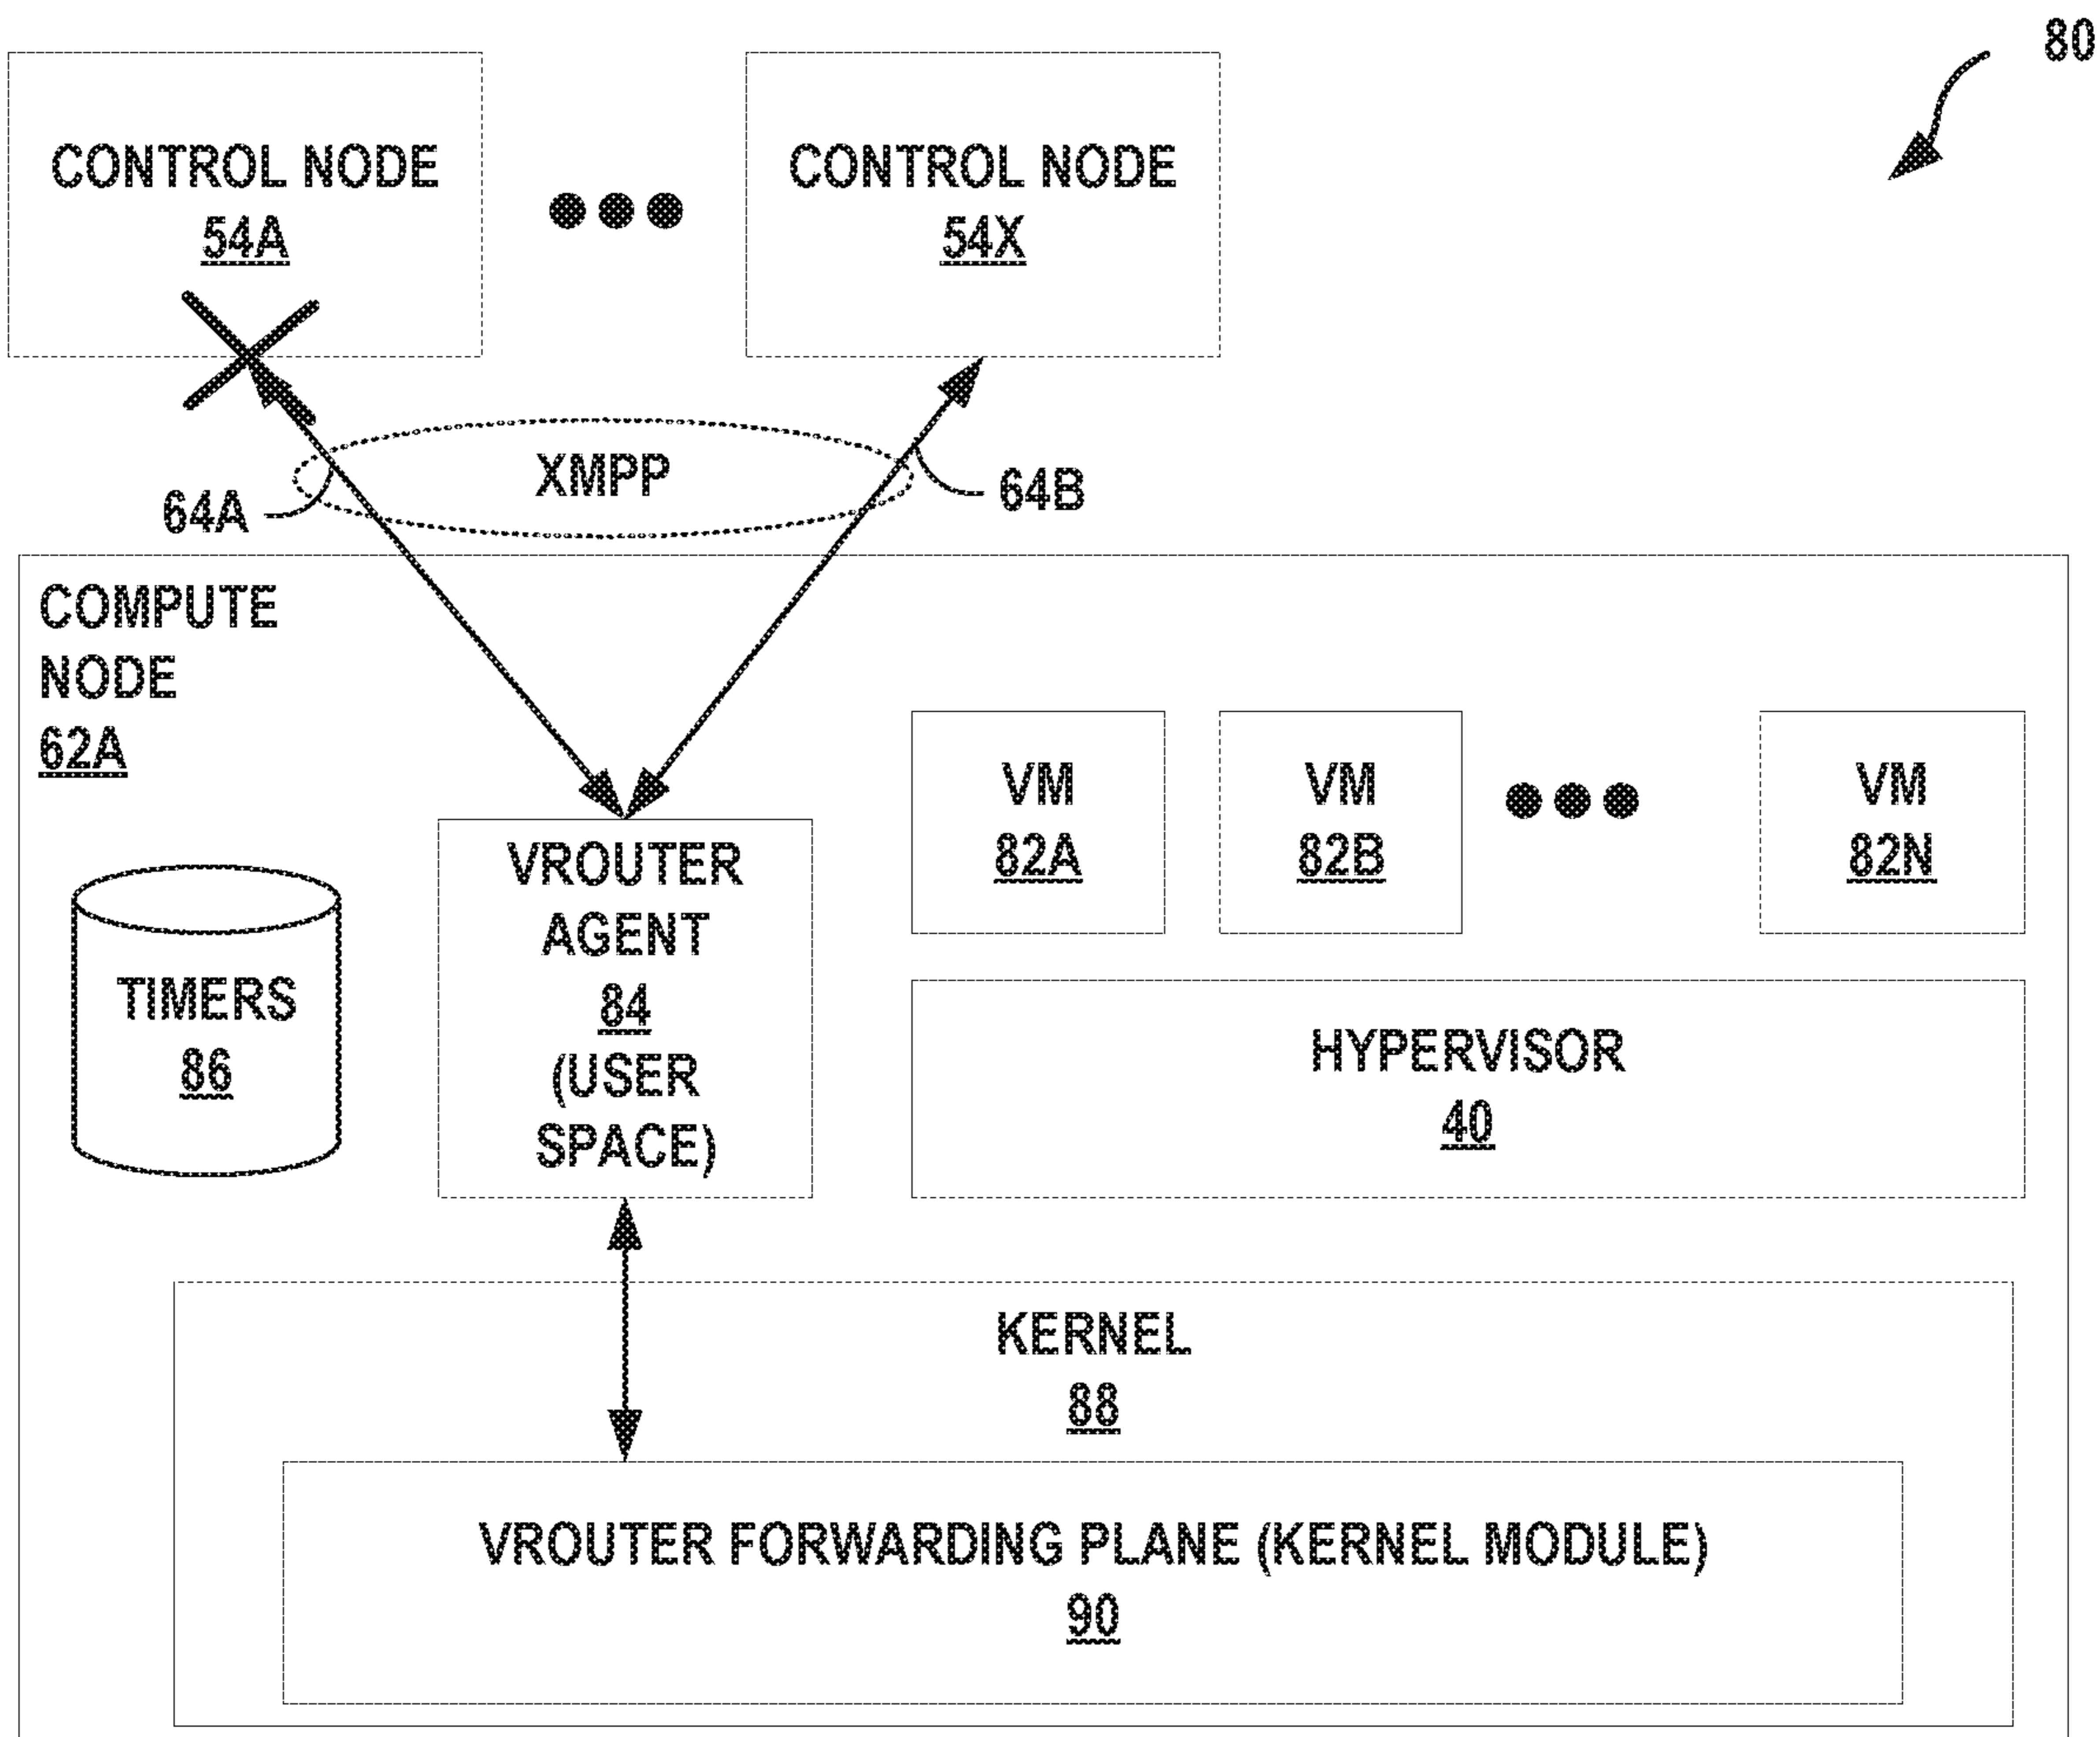 80
CONTROL NODE
54A
CONTROL NODE
54X
XMPP
64A
64B
COMPUTE
NODE
62A
VM
82A
VM
82B
VM
82N
VROUTER
AGENT
84
(USER
SPACE)
TIMERS
86
HYPERVISOR
40
KERNEL
88
VROUTER FORWARDING PLANE (KERNEL MODULE)
90